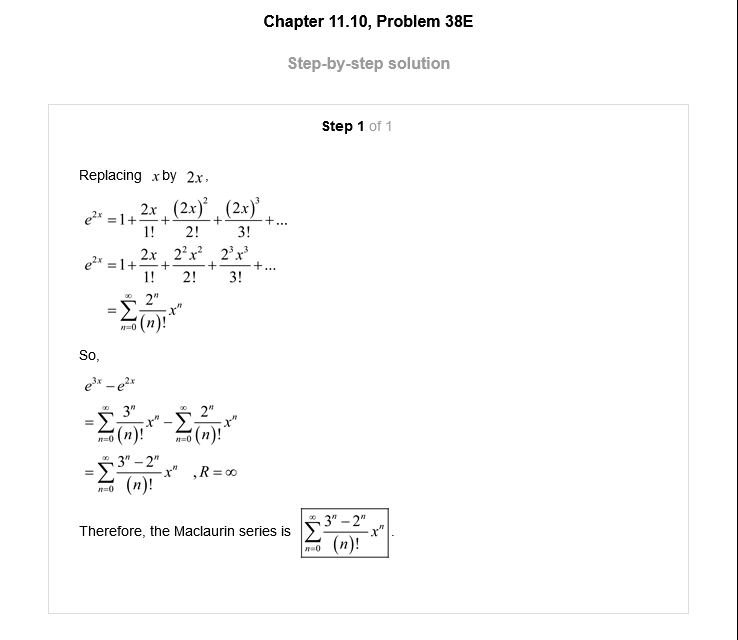 Chapter 11.10, Problem 38E
Step-by-step solution
Step 1 of 1
Replacing x by 2x,
e^{2x} = 1 + \frac{2x}{1!} + \frac{(2x)^2}{2!} + \frac{(2x)^3}{3!} + ...
e^{2x} = 1 + \frac{2x}{1!} + \frac{2^2 x^2}{2!} + \frac{2^3 x^3}{3!} + ...
= \sum_{n=0}^{\infty} \frac{2^n}{(n)!} x^n
So,
e^{3x} - e^{2x}
= \sum_{n=0}^{\infty} \frac{3^n}{(n)!} x^n - \sum_{n=0}^{\infty} \frac{2^n}{(n)!} x^n
= \sum_{n=0}^{\infty} \frac{3^n - 2^n}{(n)!} x^n , R = \infty
Therefore, the Maclaurin series is \sum_{n=0}^{\infty} \frac{3^n - 2^n}{(n)!} x^n .